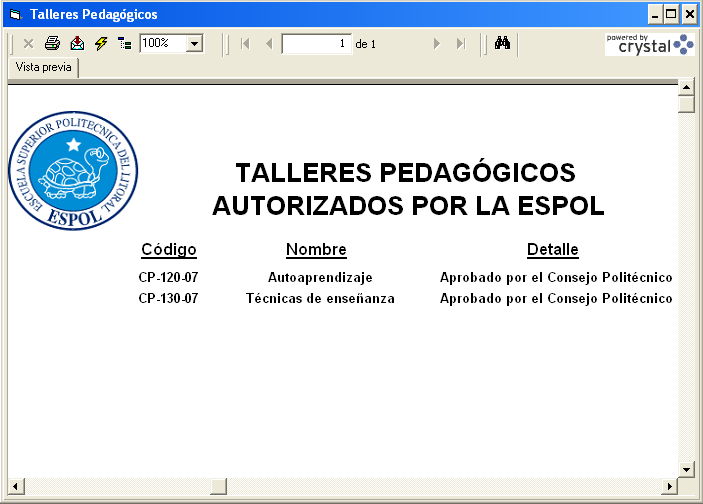 Talleres Pedagógicos
100%
1 de 1
powered by
crystal
Vista previa
ESCUELA SUPERIOR POLITECNICA DEL LITORAL
ESPOL
TALLERES PEDAGÓGICOS
AUTORIZADOS POR LA ESPOL
Código Nombre Detalle
CP-120-07 Autoaprendizaje Aprobado por el Consejo Politécnico
CP-130-07 Técnicas de enseñanza Aprobado por el Consejo Politécnico